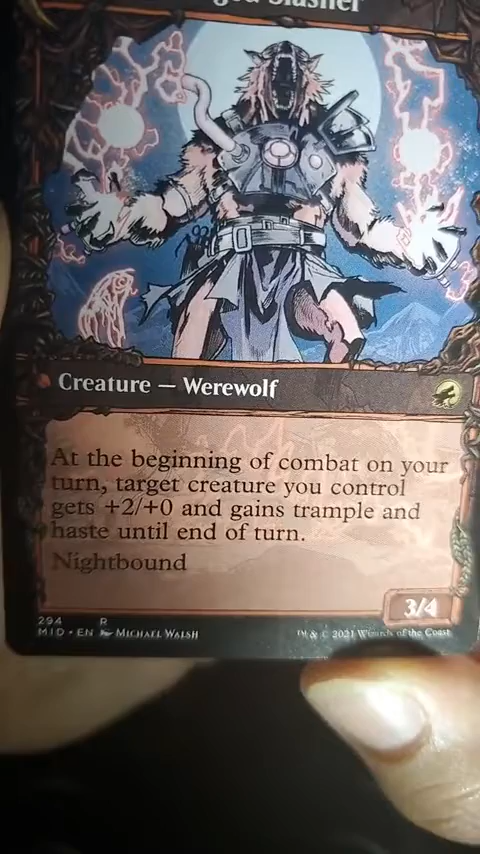 Slasher
Creature — Werewolf
At the beginning of combat on your
turn, target creature you control
gets +2/+0 and gains trample and
haste until end of turn.
Nightbound
3/4
294 R
MID • EN MICHAEL WALSH
™ & © 2021 Wizards of the Coast